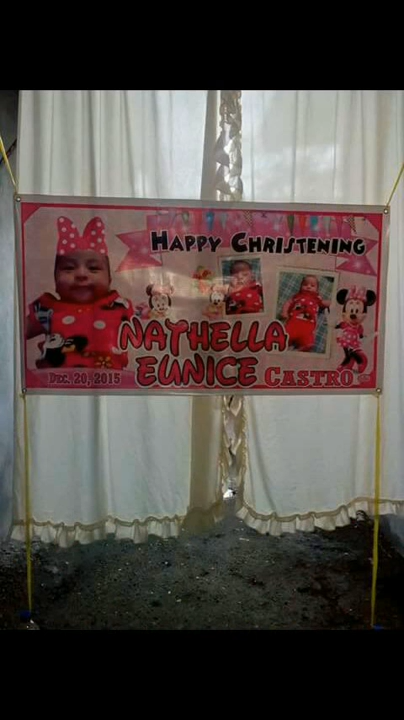 HAPPY CHRISTENING
NATHELLA
EUNICE CASTRO
DEC. 20, 2015